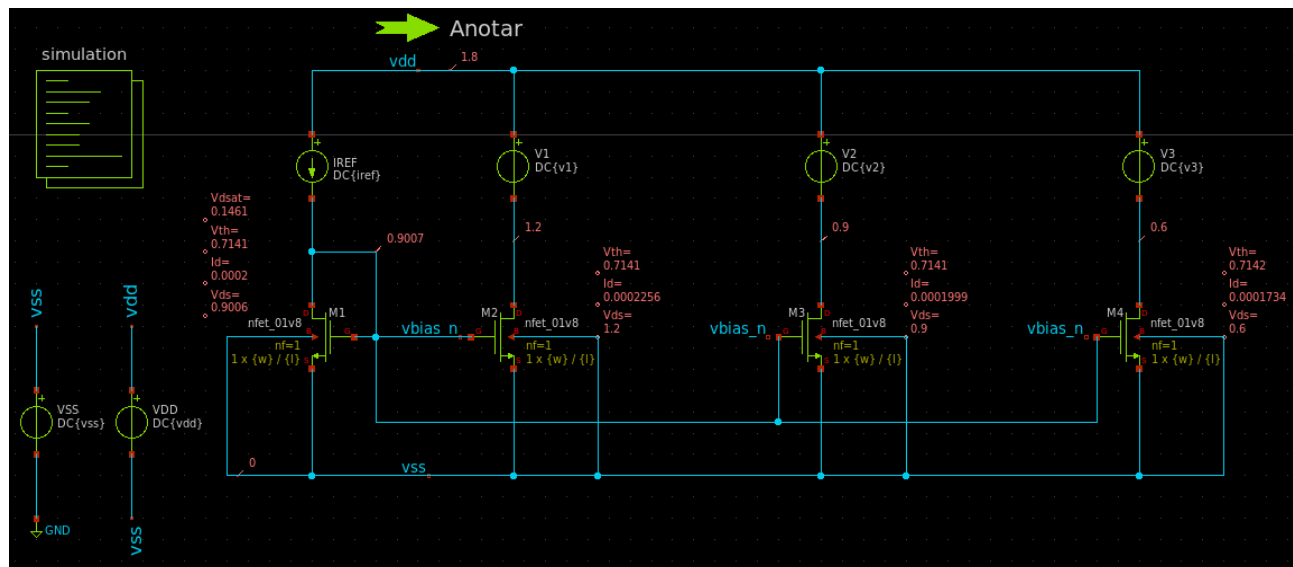 Anotar
simulation
vdd
1.8
IREF
DC{iref}
V1
DC{v1}
V2
DC{v2}
V3
DC{v3}
Vdsat=
0.1461
Vth=
0.7141
Id=
0.0002
Vds=
0.9006
0.9007
1.2
Vth=
0.7141
Id=
0.0002256
Vds=
1.2
0.9
Vth=
0.7141
Id=
0.0001999
Vds=
0.9
0.6
Vth=
0.7142
Id=
0.0001734
Vds=
0.6
vss
vdd
D
M1
nfet_01v8
B
G
nf=1
1 x {w} / {l}
S
vbias_n
M2
D
nfet_01v8
G
B
nf=1
1 x {w} / {l}
S
vbias_n
M3
D
nfet_01v8
G
B
nf=1
1 x {w} / {l}
S
vbias_n
M4
D
nfet_01v8
G
B
nf=1
1 x {w} / {l}
S
VSS
DC{vss}
VDD
DC{vdd}
0
vss
GND
vss